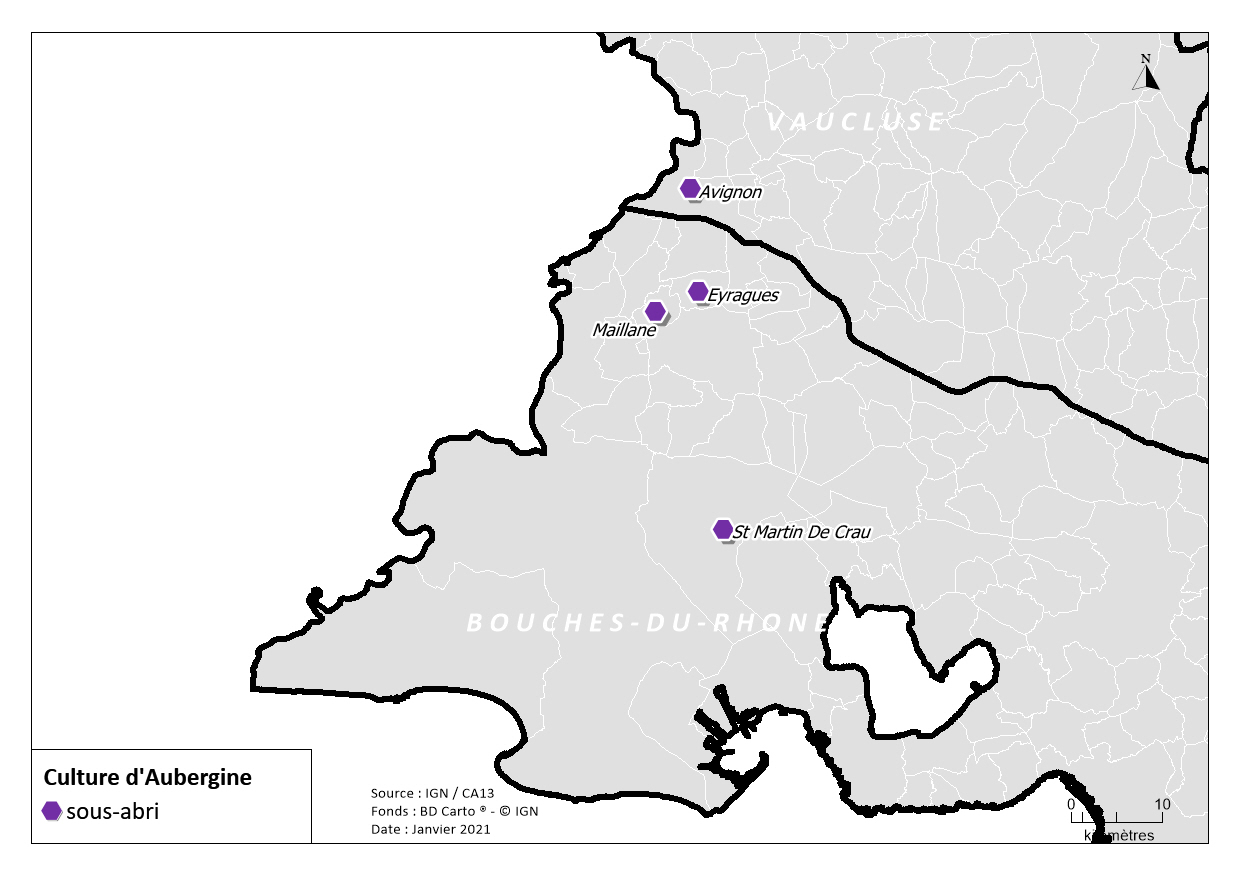 N
VAUCLUSE
Avignon
Eyragues
Maillane
St Martin De Crau
BOUCHES-DU-RHONE
Culture d'Aubergine
sous-abri
Source : IGN / CA13
Fonds : BD Carto ® - © IGN
Date : Janvier 2021
0 10
kilomètres